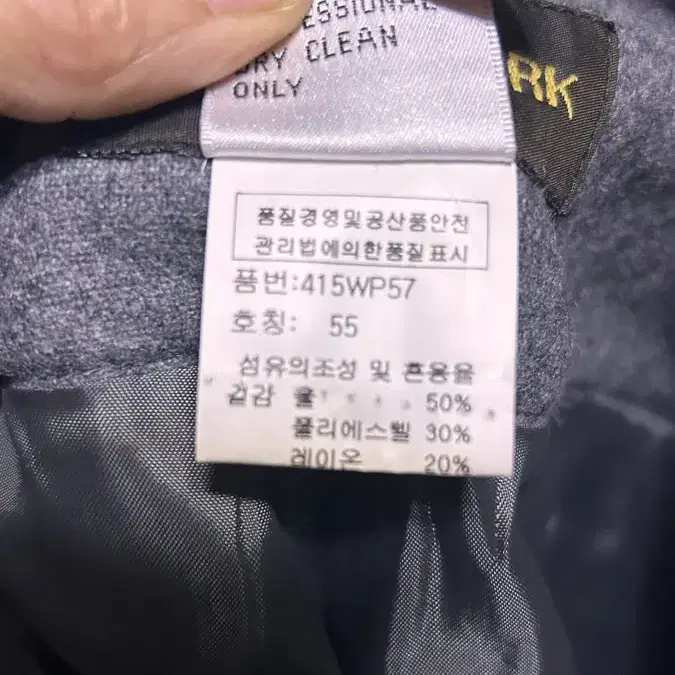 DRY CLEAN
ONLY
RK
품질경영및공산품안전
관리법에의한품질표시
품번:415WP57
호칭: 55
섬유의조성 및 혼용율
겉감 울 50%
폴리에스텔 30%
레이온 20%